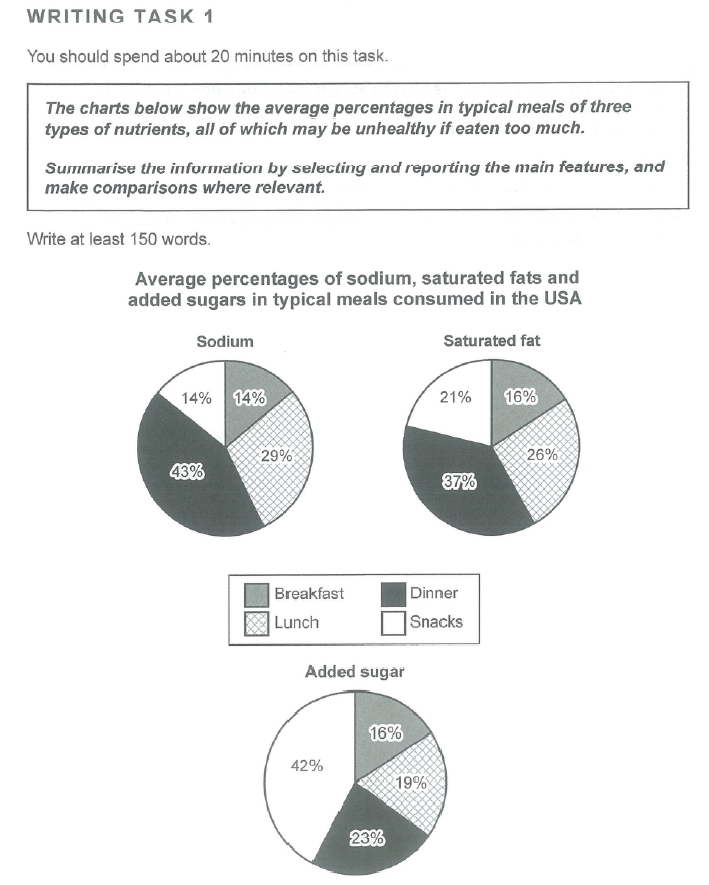 WRITING TASK 1
You should spend about 20 minutes on this task.
The charts below show the average percentages in typical meals of three
types of nutrients, all of which may be unhealthy if eaten too much.
Summarise the information by selecting and reporting the main features, and
make comparisons where relevant.
Write at least 150 words.
Average percentages of sodium, saturated fats and
added sugars in typical meals consumed in the USA
Sodium
14%
14%
29%
43%
Saturated fat
21%
16%
26%
37%
Breakfast
Dinner
Lunch
Snacks
Added sugar
16%
42%
19%
23%